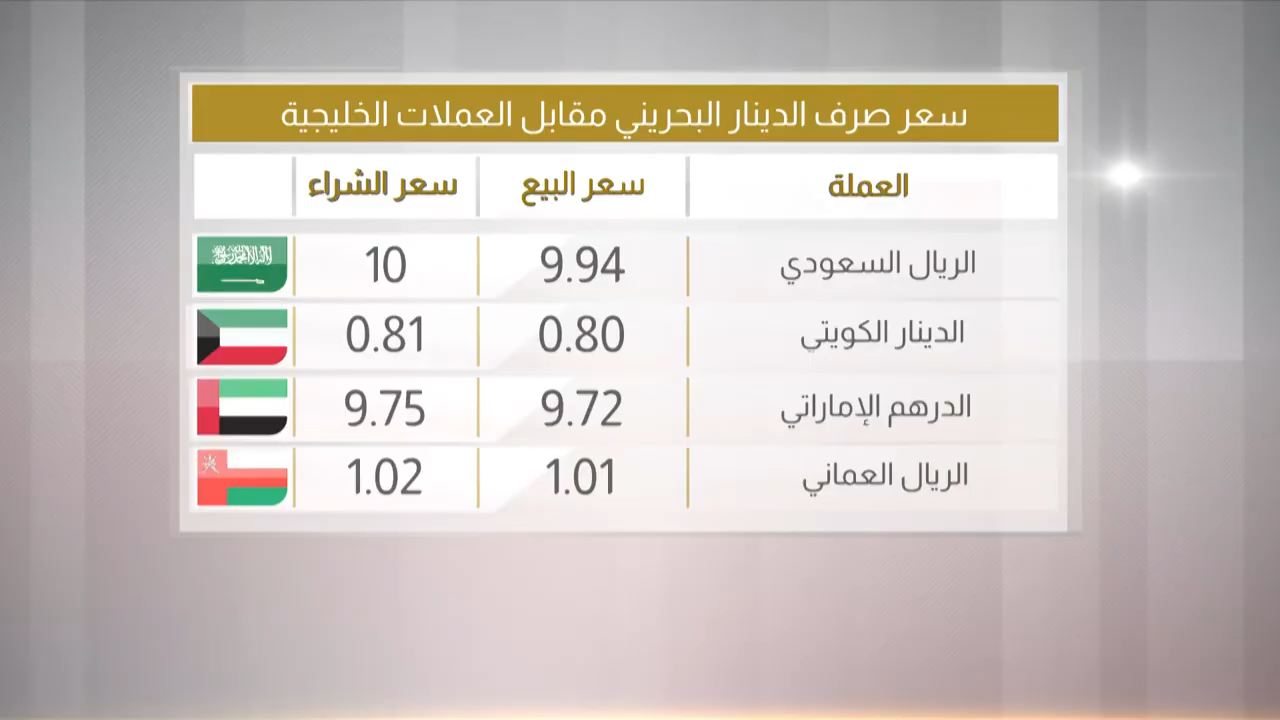 سعر صرف الدينار البحريني مقابل العملات الخليجية
العملة سعر البيع سعر الشراء
الريال السعودي 9.94 10
الدينار الكويتي 0.80 0.81
الدرهم الإماراتي 9.72 9.75
الريال العماني 1.01 1.02